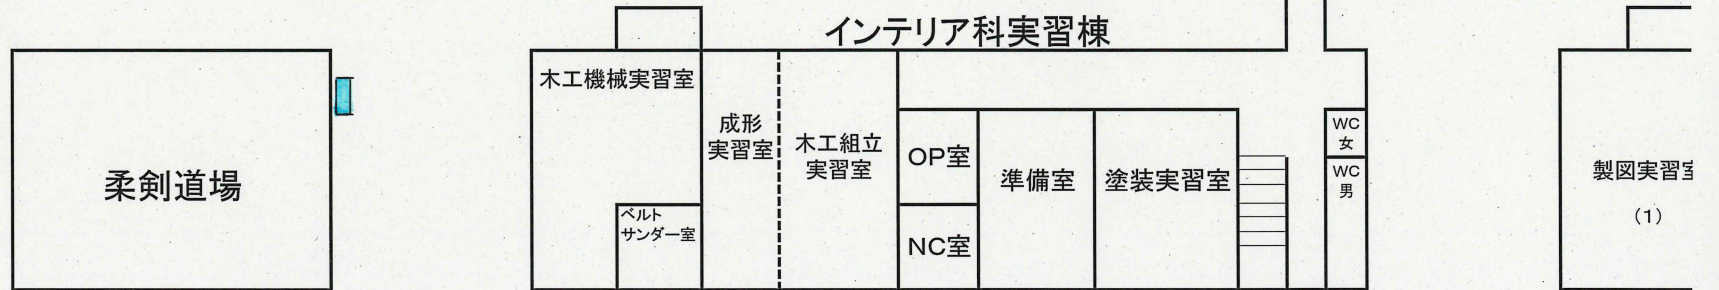 インテリア科実習棟
柔剣道場
木工機械実習室
ベルト
サンダー室
成形
実習室
木工組立
実習室
OP室
NC室
準備室
塗装実習室
WC
女
WC
男
製図実習室
（1）